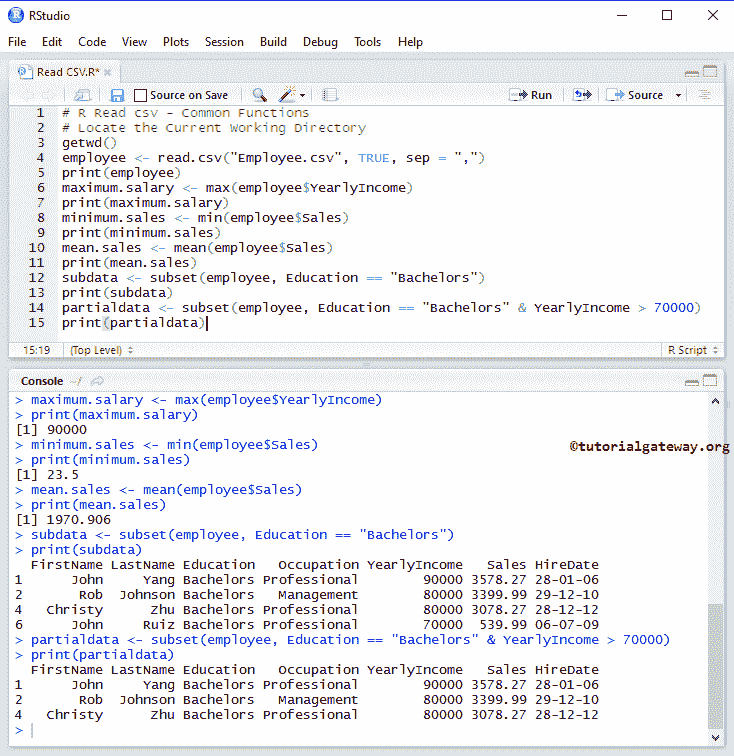 RStudio
File Edit Code View Plots Session Build Debug Tools Help
Read CSV.R*
Source on Save Run Source
1 # R Read csv - Common Functions
2 # Locate the Current Working Directory
3 getwd()
4 employee <- read.csv("Employee.csv", TRUE, sep = ",")
5 print(employee)
6 maximum.salary <- max(employee$YearlyIncome)
7 print(maximum.salary)
8 minimum.sales <- min(employee$Sales)
9 print(minimum.sales)
10 mean.sales <- mean(employee$Sales)
11 print(mean.sales)
12 subdata <- subset(employee, Education == "Bachelors")
13 print(subdata)
14 partialdata <- subset(employee, Education == "Bachelors" & YearlyIncome > 70000)
15 print(partialdata)
15:19 (Top Level) R Script
Console ~/
> maximum.salary <- max(employee$YearlyIncome)
> print(maximum.salary)
[1] 90000
> minimum.sales <- min(employee$Sales)
©tutorialgateway.org
> print(minimum.sales)
[1] 23.5
> mean.sales <- mean(employee$Sales)
> print(mean.sales)
[1] 1970.906
> subdata <- subset(employee, Education == "Bachelors")
> print(subdata)
FirstName LastName Education Occupation YearlyIncome Sales HireDate
1 John Yang Bachelors Professional 90000 3578.27 28-01-06
2 Rob Johnson Bachelors Management 80000 3399.99 29-12-10
4 Christy Zhu Bachelors Professional 80000 3078.27 28-12-12
6 John Ruiz Bachelors Professional 70000 539.99 06-07-09
> partialdata <- subset(employee, Education == "Bachelors" & YearlyIncome > 70000)
> print(partialdata)
FirstName LastName Education Occupation YearlyIncome Sales HireDate
1 John Yang Bachelors Professional 90000 3578.27 28-01-06
2 Rob Johnson Bachelors Management 80000 3399.99 29-12-10
4 Christy Zhu Bachelors Professional 80000 3078.27 28-12-12
>